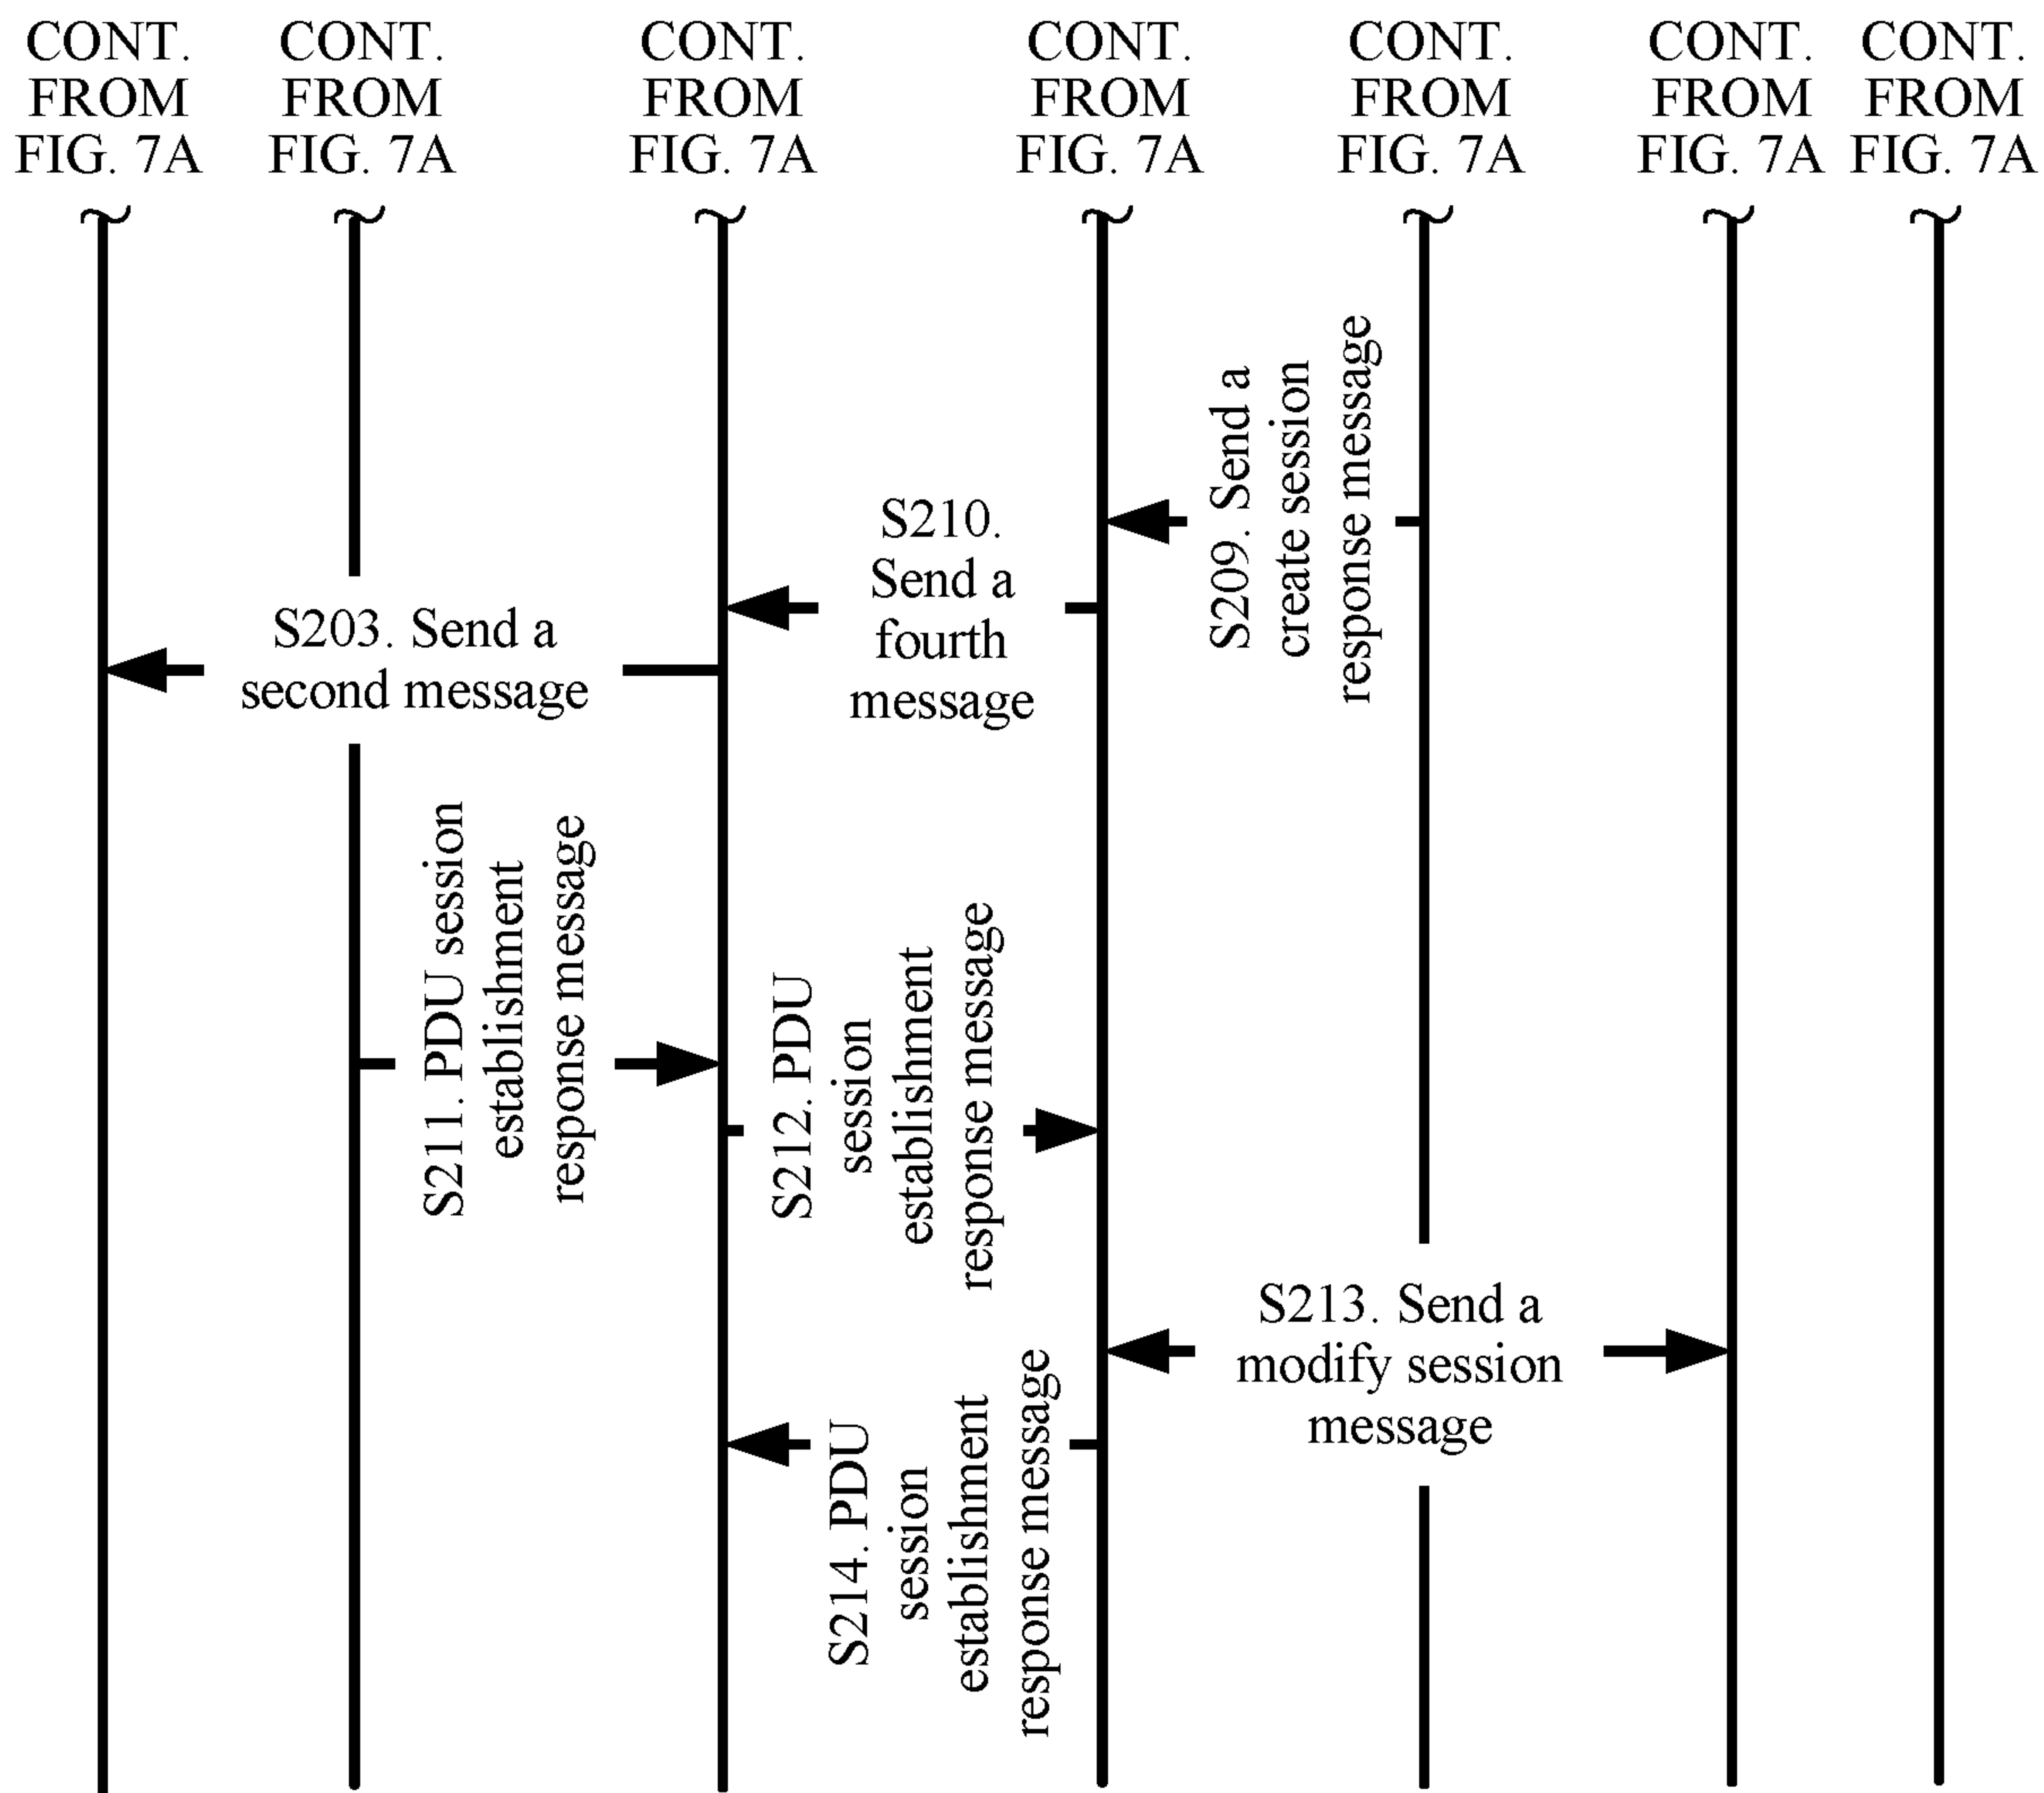 CONT.
FROM
FIG. 7A
CONT.
FROM
FIG. 7A
CONT.
FROM
FIG. 7A
CONT.
FROM
FIG. 7A
CONT.
FROM
FIG. 7A
CONT.
FROM
FIG. 7A
CONT.
FROM
FIG. 7A
S209. Send a
create session
response message
S210.
Send a
fourth
message
S203. Send a
second message
S211. PDU session
establishment
response message
S212. PDU
session
establishment
response message
S213. Send a
modify session
message
S214. PDU
session
establishment
response message